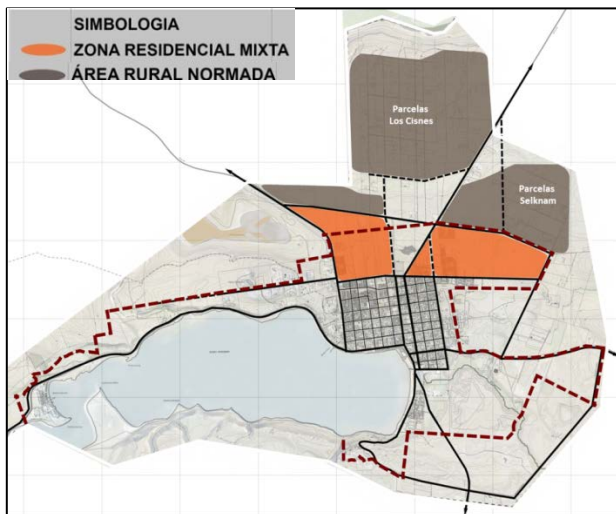 SIMBOLOGIA
ZONA RESIDENCIAL MIXTA
ÁREA RURAL NORMADA
Parcelas
Los Cisnes
Parcelas
Selknam